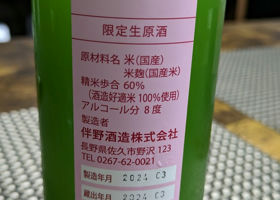 限定生原酒
原材料名 米(国産)
米麹(国産米)
精米歩合 60%
(酒造好適米100%使用)
アルコール分 8度
製造者
伴野酒造株式会社
長野県佐久市野沢 123
TEL 0267-62-0021
製造年月 2024 03
蔵出年月 2024 03